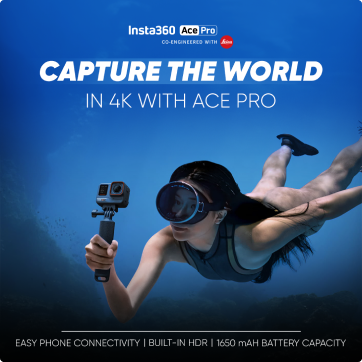 Insta360 Ace Pro
CO-ENGINEERED WITH Leica
CAPTURE THE WORLD
IN 4K WITH ACE PRO
EASY PHONE CONNECTIVITY | BUILT-IN HDR | 1650 mAH BATTERY CAPACITY